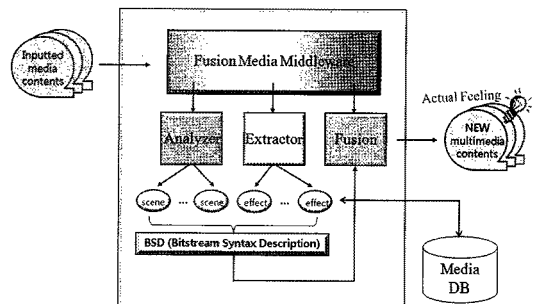 Inputted
media
contents
Fusion Media Middleware
Actual Feeling
Analyzer
Extractor
Fusion
NEW
multimedia
contents
scene ... scene
effect ... effect
BSD (Bitstream Syntax Description)
Media
DB